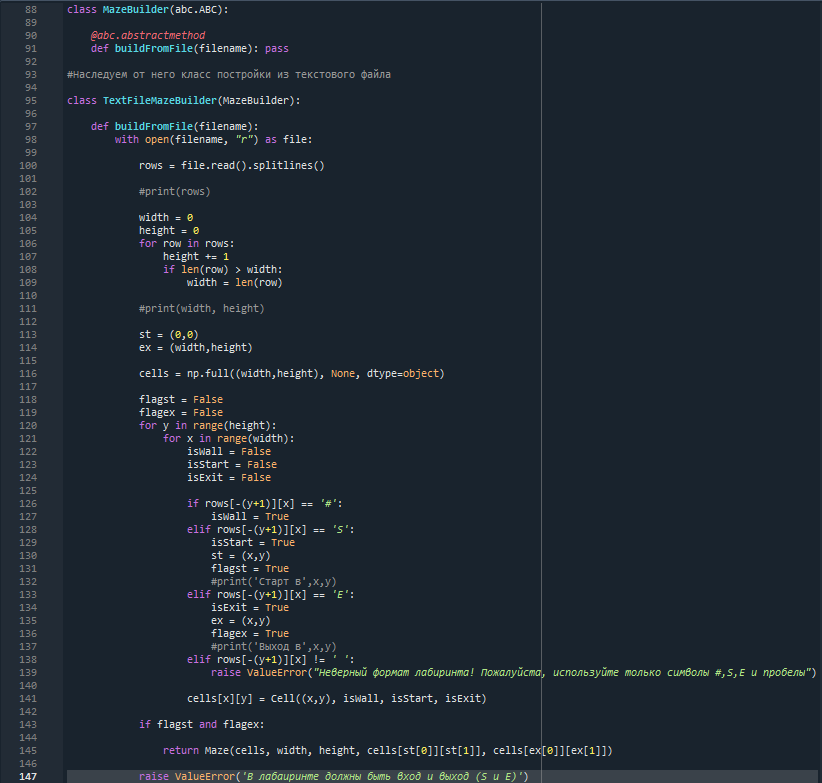 88 class MazeBuilder(abc.ABC):
89
90 @abc.abstractmethod
91 def buildFromFile(filename): pass
92
93 #Наследуем от него класс постройки из текстового файла
94
95 class TextFileMazeBuilder(MazeBuilder):
96
97 def buildFromFile(filename):
98 with open(filename, "r") as file:
99
100 rows = file.read().splitlines()
101
102 #print(rows)
103
104 width = 0
105 height = 0
106 for row in rows:
107 height += 1
108 if len(row) > width:
109 width = len(row)
110
111 #print(width, height)
112
113 st = (0,0)
114 ex = (width,height)
115
116 cells = np.full((width,height), None, dtype=object)
117
118 flagst = False
119 flagex = False
120 for y in range(height):
121 for x in range(width):
122 isWall = False
123 isStart = False
124 isExit = False
125
126 if rows[-(y+1)][x] == '#':
127 isWall = True
128 elif rows[-(y+1)][x] == 'S':
129 isStart = True
130 st = (x,y)
131 flagst = True
132 #print('Старт в',x,y)
133 elif rows[-(y+1)][x] == 'E':
134 isExit = True
135 ex = (x,y)
136 flagex = True
137 #print('Выход в',x,y)
138 elif rows[-(y+1)][x] != ' ':
139 raise ValueError("Неверный формат лабиринта! Пожалуйста, используйте только символы #,S,E и пробелы")
140
141 cells[x][y] = Cell((x,y), isWall, isStart, isExit)
142
143 if flagst and flagex:
144
145 return Maze(cells, width, height, cells[st[0]][st[1]], cells[ex[0]][ex[1]])
146
147 raise ValueError('В лабаиринте должны быть вход и выход (S и E)')